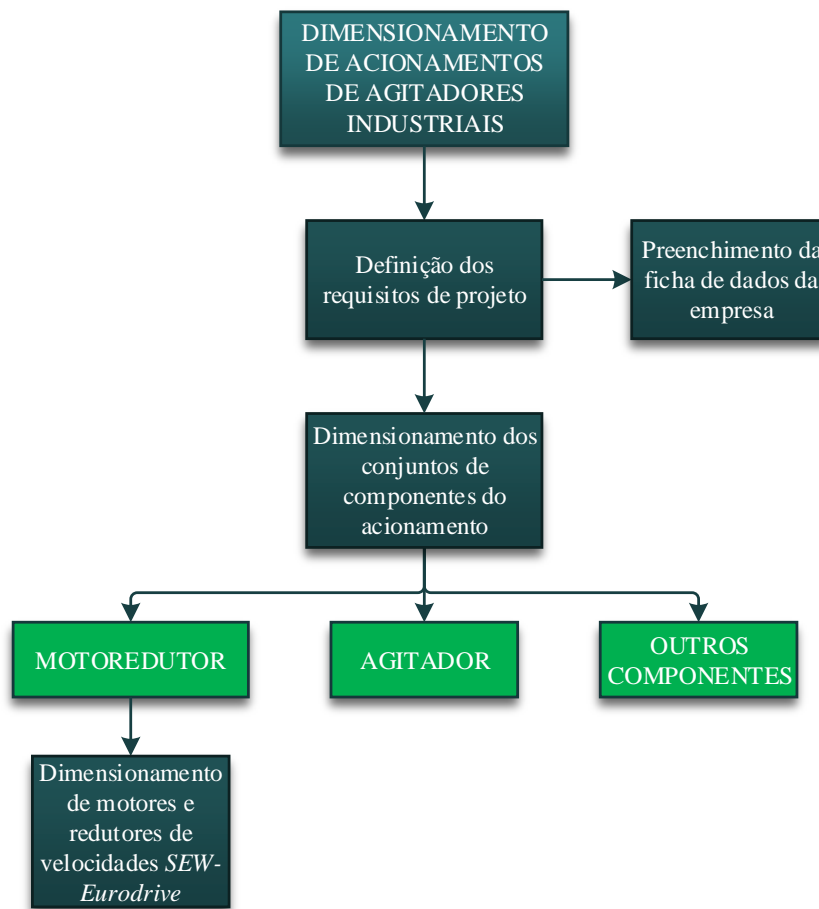 DIMENSIONAMENTO
DE ACIONAMENTOS
DE AGITADORES
INDUSTRIAIS
Definição dos
requisitos de projeto
Preenchimento da
ficha de dados da
empresa
Dimensionamento dos
conjuntos de
componentes do
acionamento
MOTOREDUTOR
AGITADOR
OUTROS
COMPONENTES
Dimensionamento
de motores e
redutores de
velocidades SEW-
Eurodrive